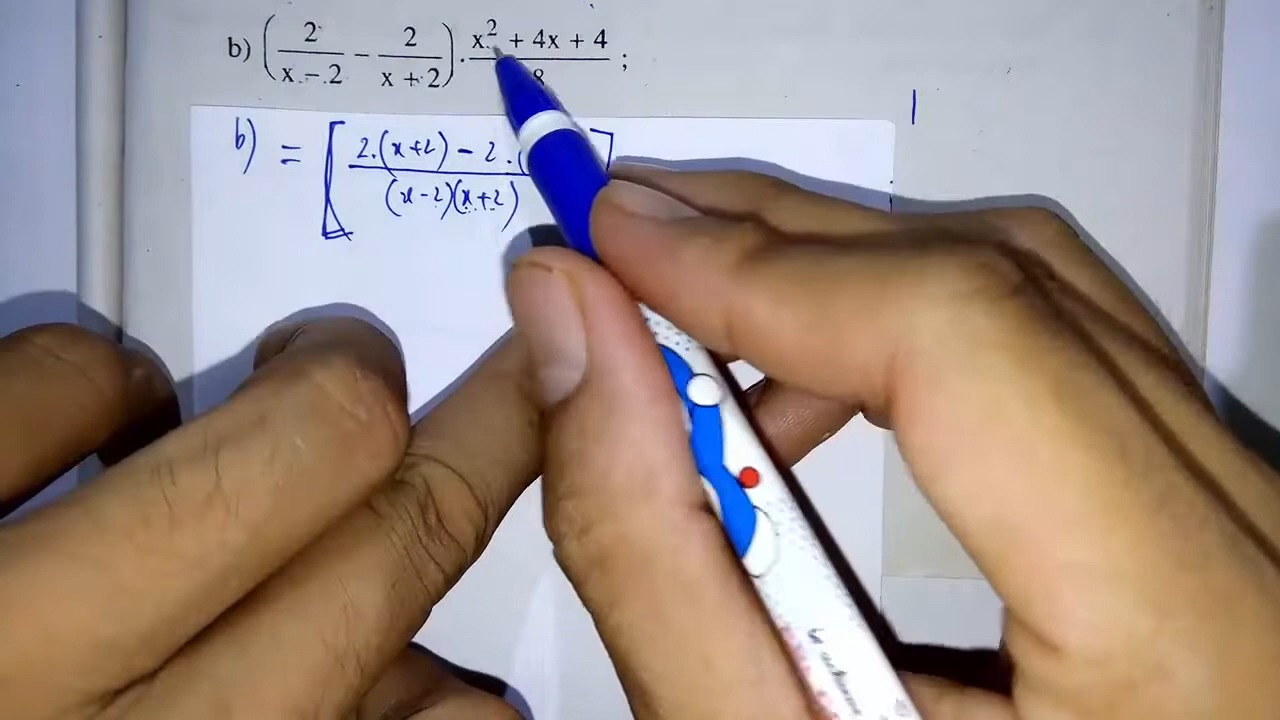 b) ( 2/(x − 2) − 2/(x + 2) ) · (x² + 4x + 4)/8 ;
b) = [ (2.(x+2) − 2.( / (x−2)(x+2) ]